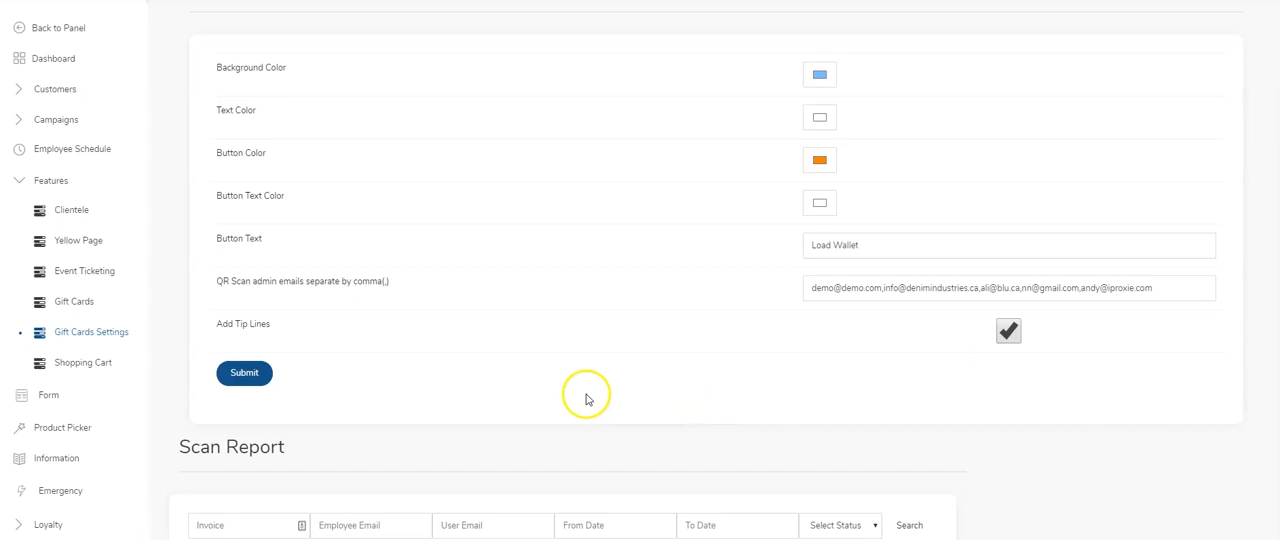 Back to Panel
Dashboard
Customers
Campaigns
Employee Schedule
Features
Clientele
Yellow Page
Event Ticketing
Gift Cards
Gift Cards Settings
Shopping Cart
Form
Product Picker
Information
Emergency
Loyalty
Background Color
Text Color
Button Color
Button Text Color
Button Text
Load Wallet
QR Scan admin emails separate by comma(,)
demo@demo.com,info@denimindustries.ca,ali@blu.ca,nn@gmail.com,andy@iproxie.com
Add Tip Lines
Submit
Scan Report
Invoice
Employee Email
User Email
From Date
To Date
Select Status
Search